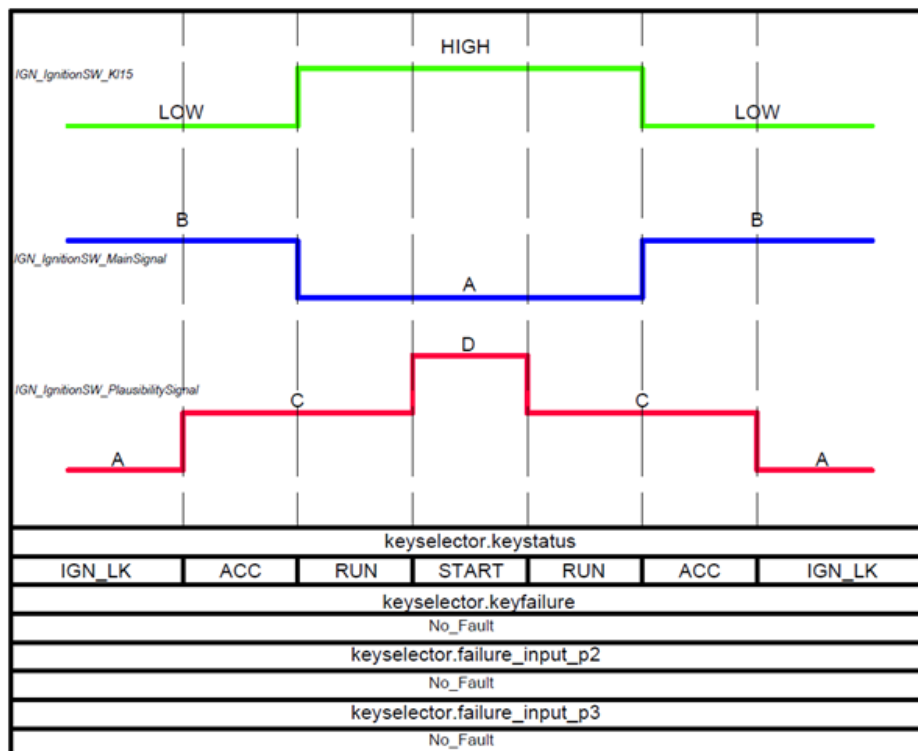 HIGH
IGN_IgnitionSW_Kl15
LOW LOW
B B
IGN_IgnitionSW_MainSignal
A
D
IGN_IgnitionSW_PlausibilitySignal
C C
A A
keyselector.keystatus
IGN_LK ACC RUN START RUN ACC IGN_LK
keyselector.keyfailure
No_Fault
keyselector.failure_input_p2
No_Fault
keyselector.failure_input_p3
No_Fault